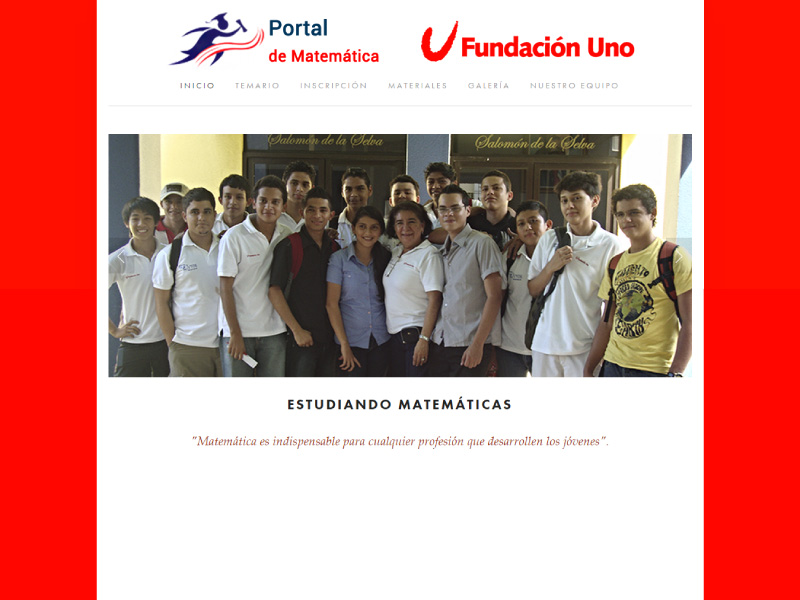 Portal
de Matemática
Fundación Uno
INICIO TEMARIO INSCRIPCIÓN MATERIALES GALERÍA NUESTRO EQUIPO
Salomón de la Selva Salomón de la Selva
ESTUDIANDO MATEMÁTICAS
“Matemática es indispensable para cualquier profesión que desarrollen los jóvenes”.